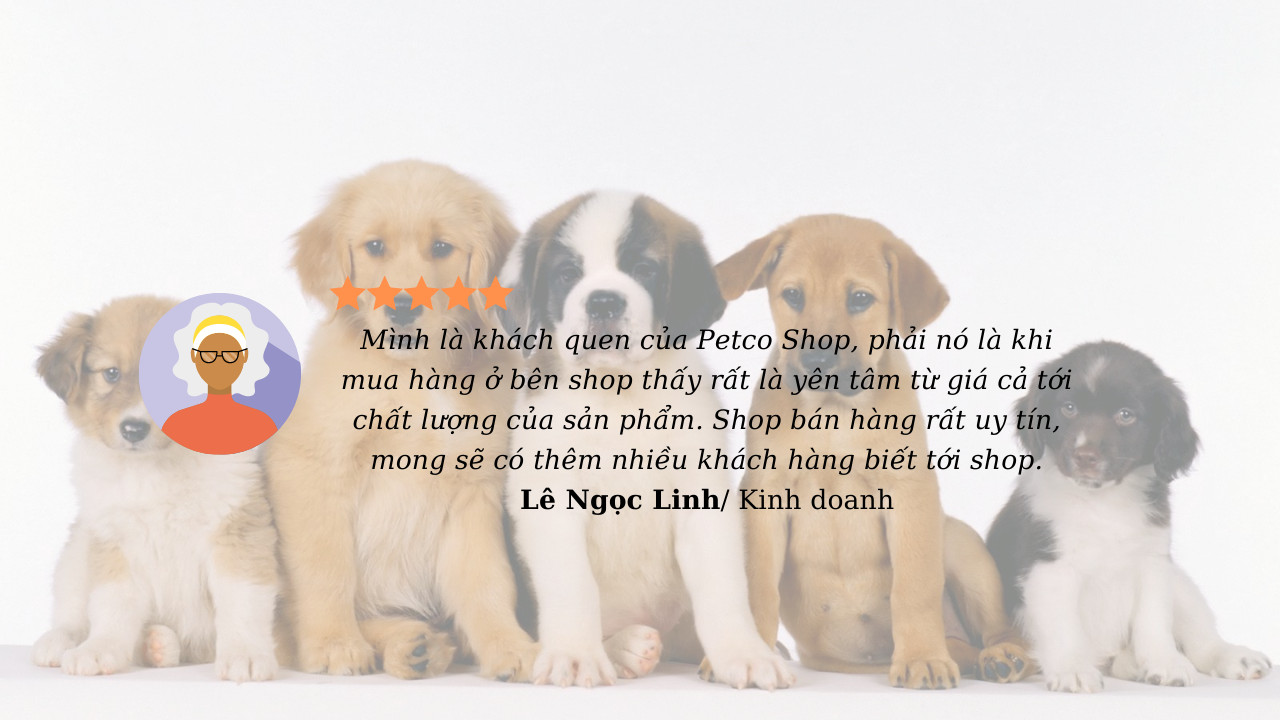 Mình là khách quen của Petco Shop, phải nó là khi
mua hàng ở bên shop thấy rất là yên tâm từ giá cả tới
chất lượng của sản phẩm. Shop bán hàng rất uy tín,
mong sẽ có thêm nhiều khách hàng biết tới shop.
Lê Ngọc Linh/ Kinh doanh